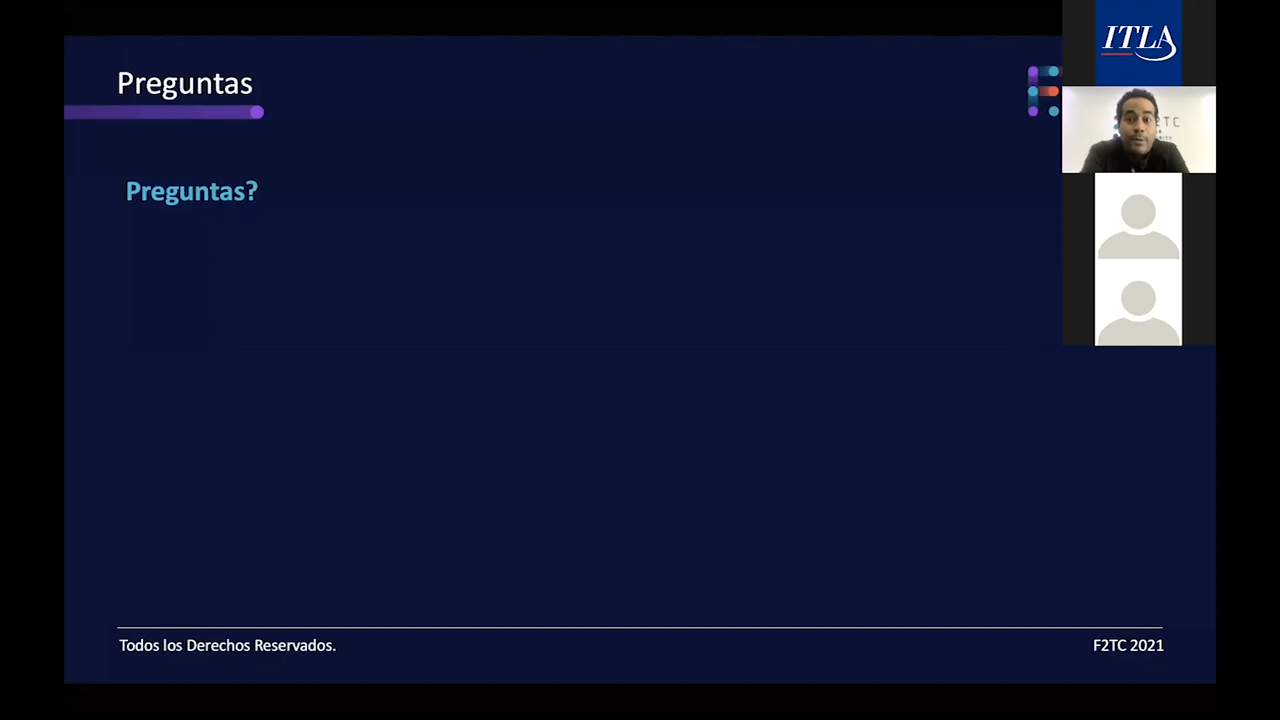 Preguntas
ITLA
Preguntas?
Todos los Derechos Reservados.
F2TC 2021